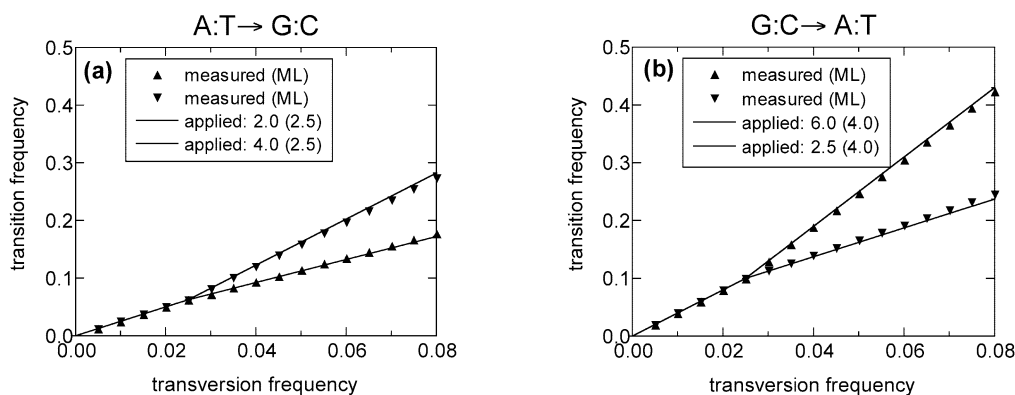 A:T→ G:C
(a)
measured (ML)
measured (ML)
applied: 2.0 (2.5)
applied: 4.0 (2.5)
transition frequency
0.5
0.4
0.3
0.2
0.1
0.0
0.00 0.02 0.04 0.06 0.08
transversion frequency
G:C→ A:T
(b)
measured (ML)
measured (ML)
applied: 6.0 (4.0)
applied: 2.5 (4.0)
transition frequency
0.5
0.4
0.3
0.2
0.1
0.0
0.00 0.02 0.04 0.06 0.08
transversion frequency